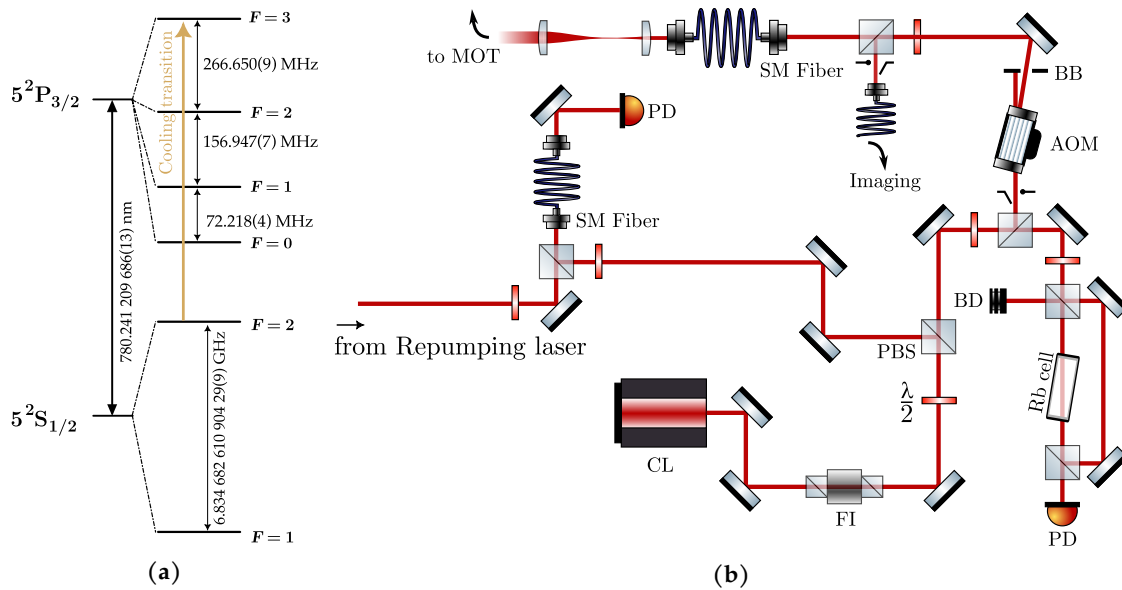 F = 3
266.650(9) MHz
Cooling transition
5²P₃/₂
F = 2
156.947(7) MHz
F = 1
72.218(4) MHz
F = 0
780.241 209 686(13) nm
F = 2
6.834 682 610 904 29(9) GHz
5²S₁/₂
F = 1
(a)
to MOT
SM Fiber
BB
PD
AOM
Imaging
SM Fiber
BD
from Repumping laser
PBS
Rb cell
λ/2
CL
FI
PD
(b)